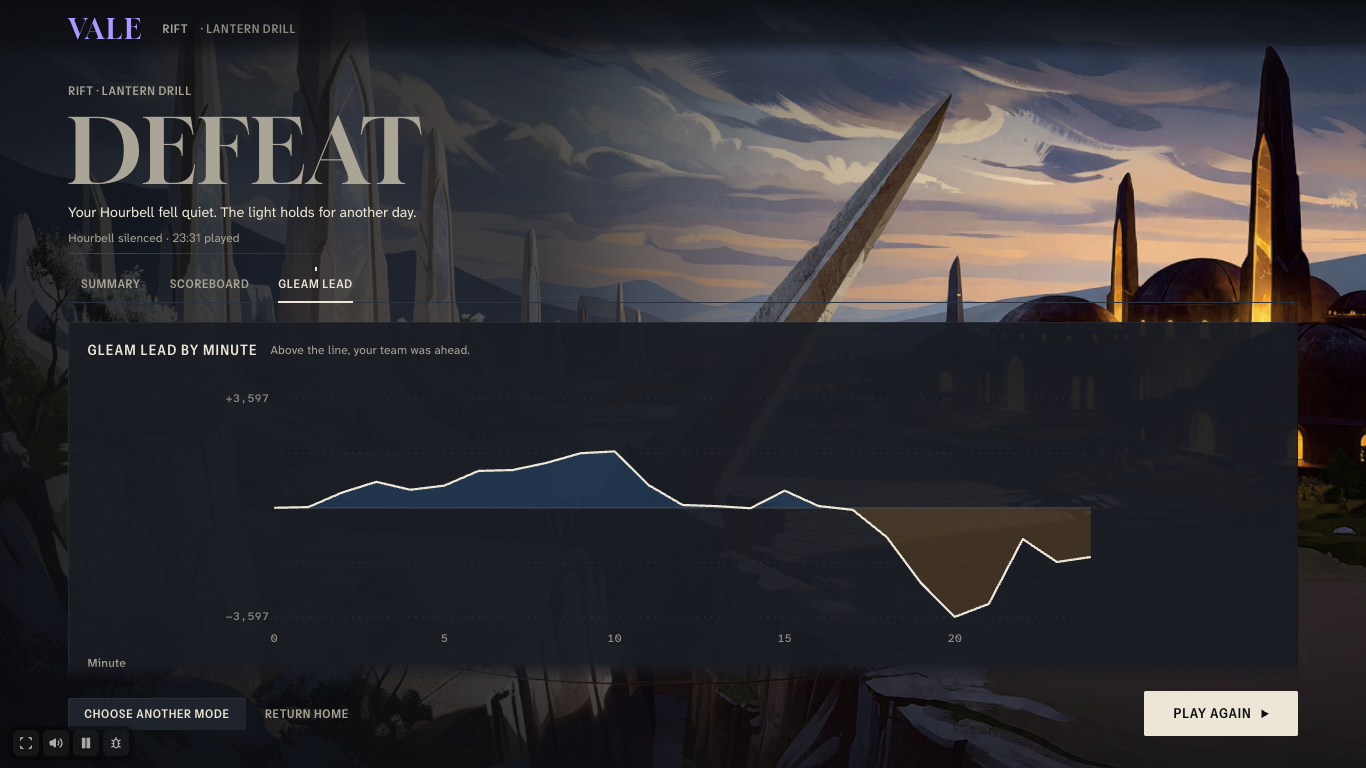 VALE RIFT · LANTERN DRILL
RIFT · LANTERN DRILL
DEFEAT
Your Hourbell fell quiet. The light holds for another day.
Hourbell silenced · 23:31 played
SUMMARY SCOREBOARD GLEAM LEAD
GLEAM LEAD BY MINUTE Above the line, your team was ahead.
+3,597
−3,597
0 5 10 15 20
Minute
CHOOSE ANOTHER MODE RETURN HOME PLAY AGAIN